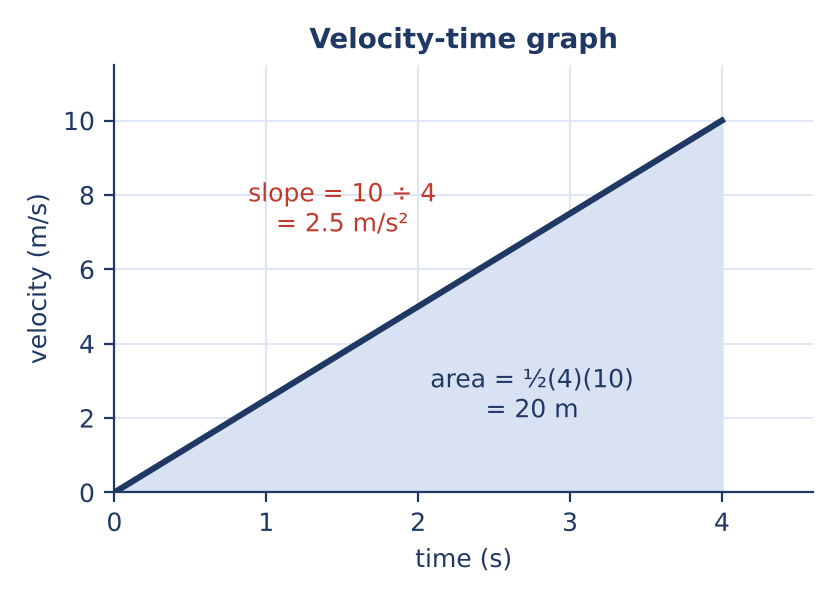 Velocity-time graph
10
8
6
4
2
0
velocity (m/s)
slope = 10 ÷ 4
= 2.5 m/s²
area = ½(4)(10)
= 20 m
0 1 2 3 4
time (s)